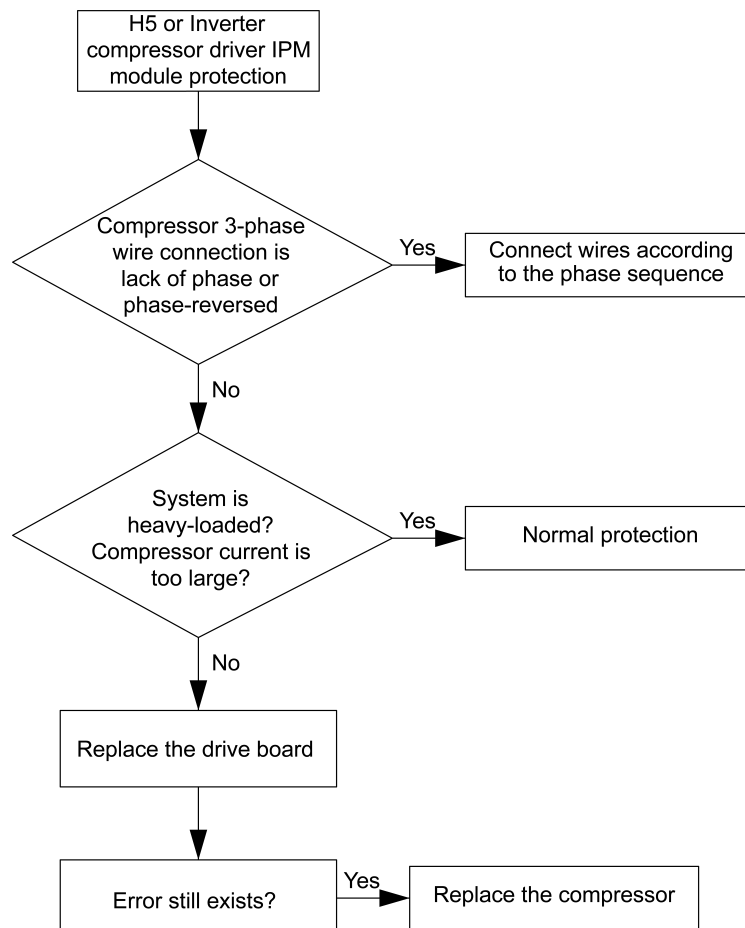 H5 or Inverter
compressor driver IPM
module protection
Compressor 3-phase
wire connection is
lack of phase or
phase-reversed
Yes
Connect wires according
to the phase sequence
No
System is
heavy-loaded?
Compressor current is
too large?
Yes
Normal protection
No
Replace the drive board
Error still exists?
Yes
Replace the compressor